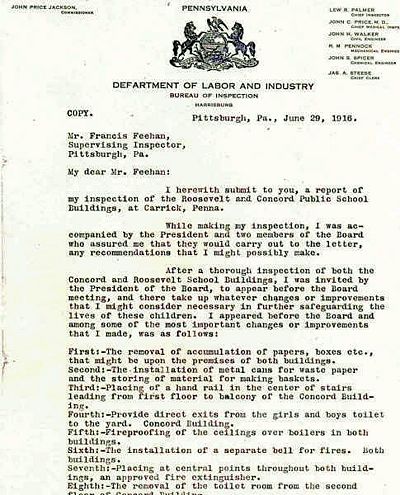 PENNSYLVANIA
JOHN PRICE JACKSON,
COMMISSIONER
LEW R. PALMER
CHIEF INSPECTOR
JOHN C. PRICE, M. D.,
CHIEF MEDICAL
JOHN H. WALKER
CIVIL ENGINEER
R. M. PENNOCK
MECHANICAL
JOHN S. SPICER
CHEMICAL ENGINEER
JAS. A. STEESE
CHIEF CLERK
DEPARTMENT OF LABOR AND INDUSTRY
BUREAU OF INSPECTION
HARRISBURG
COPY.
Pittsburgh, Pa., June 29, 1916.
Mr. Francis Feehan,
Supervising Inspector,
Pittsburgh, Pa.
My dear Mr. Feehan:
I herewith submit to you, a report of
my inspection of the Roosevelt and Concord Public School
Buildings, at Carrick, Penna.
While making my inspection, I was ac-
companied by the President and two members of the Board
who assured me that they would carry out to the letter,
any recommendations that I might possibly make.
After a thorough inspection of both the
Concord and Roosevelt School Buildings, I was invited by
the President of the Board, to appear before the Board
meeting, and there take up whatever changes or improvements
that I might consider necessary in further safeguarding the
lives of these children. I appeared before the Board and
among some of the most important changes or improvements
that I made, was as follows:
First:-The removal of accumulation of papers, boxes etc.,
that might be upon the premises of both buildings.
Second:-The installation of metal cans for waste paper
and the storing of material for making baskets.
Third:-Placing of a hand rail in the center of stairs
leading from first floor to balcony of the Concord Build-
ing.
Fourth:-Provide direct exits from the girls and boys toilet
to the yard. Concord Building.
Fifth:-Fireproofing of the ceilings over boilers in both
buildings.
Sixth:-The installation of a separate bell for fires. Both
buildings.
Seventh:-Placing at central points throughout both build-
ings, an approved fire extinguisher.
Eighth:-The removal of the toilet room from the second
floor of Concord Building.